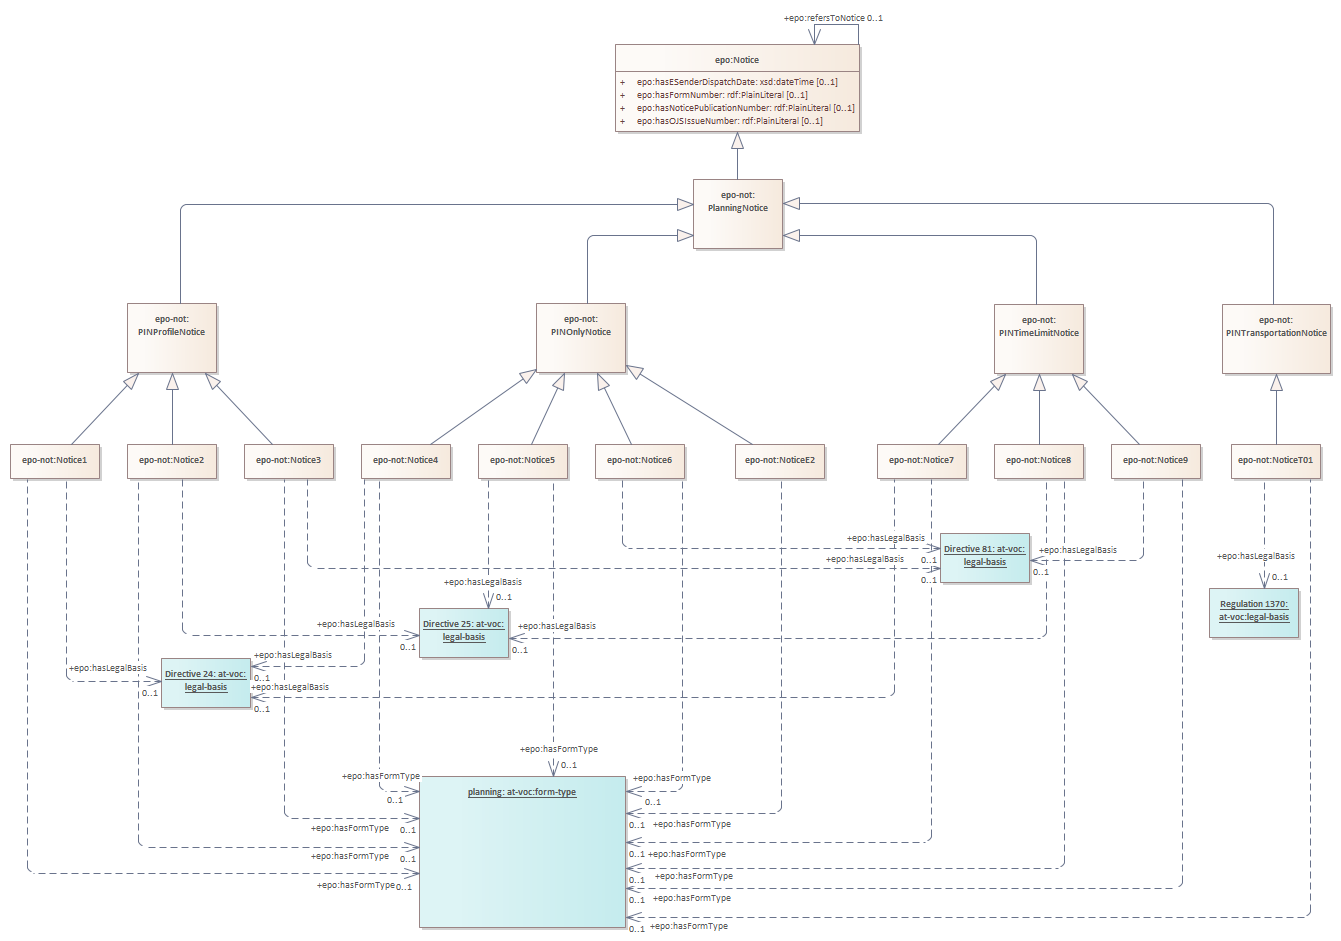 +epo:refersToNotice 0..1
epo:Notice
+ epo:hasESenderDispatchDate: xsd:dateTime [0..1]
+ epo:hasFormNumber: rdf:PlainLiteral [0..1]
+ epo:hasNoticePublicationNumber: rdf:PlainLiteral [0..1]
+ epo:hasOJSIssueNumber: rdf:PlainLiteral [0..1]
epo-not:
PlanningNotice
epo-not:
PINProfileNotice
epo-not:
PINOnlyNotice
epo-not:
PINTimeLimitNotice
epo-not:
PINTransportationNotice
epo-not:Notice1
epo-not:Notice2
epo-not:Notice3
epo-not:Notice4
epo-not:Notice5
epo-not:Notice6
epo-not:NoticeE2
epo-not:Notice7
epo-not:Notice8
epo-not:Notice9
epo-not:NoticeT01
+epo:hasLegalBasis
0..1
+epo:hasLegalBasis
0..1
Directive 81: at-voc:
legal-basis
+epo:hasLegalBasis
0..1
+epo:hasLegalBasis
0..1
Regulation 1370:
at-voc:legal-basis
+epo:hasLegalBasis
0..1
+epo:hasLegalBasis
0..1
Directive 25: at-voc:
legal-basis
+epo:hasLegalBasis
0..1
+epo:hasLegalBasis
0..1
+epo:hasLegalBasis
0..1
Directive 24: at-voc:
legal-basis
+epo:hasLegalBasis
0..1
+epo:hasFormType
0..1
+epo:hasFormType
0..1
planning: at-voc:form-type
+epo:hasFormType
0..1
+epo:hasFormType
0..1
0..1 +epo:hasFormType
+epo:hasFormType
0..1
0..1 +epo:hasFormType
+epo:hasFormType
0..1
0..1 +epo:hasFormType
0..1 +epo:hasFormType
0..1 +epo:hasFormType